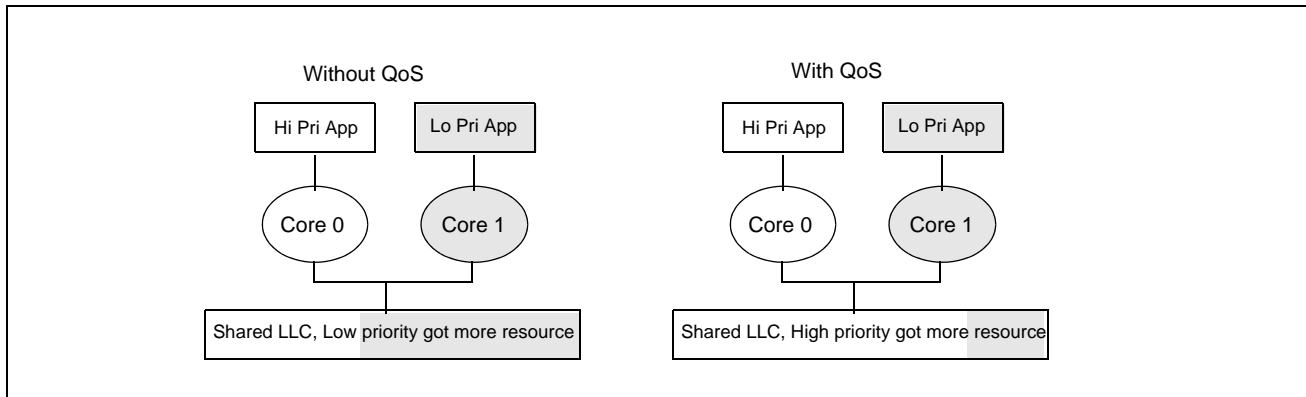 Without QoS
Hi Pri App
Lo Pri App
Core 0
Core 1
Shared LLC, Low priority got more resource
With QoS
Hi Pri App
Lo Pri App
Core 0
Core 1
Shared LLC, High priority got more resource